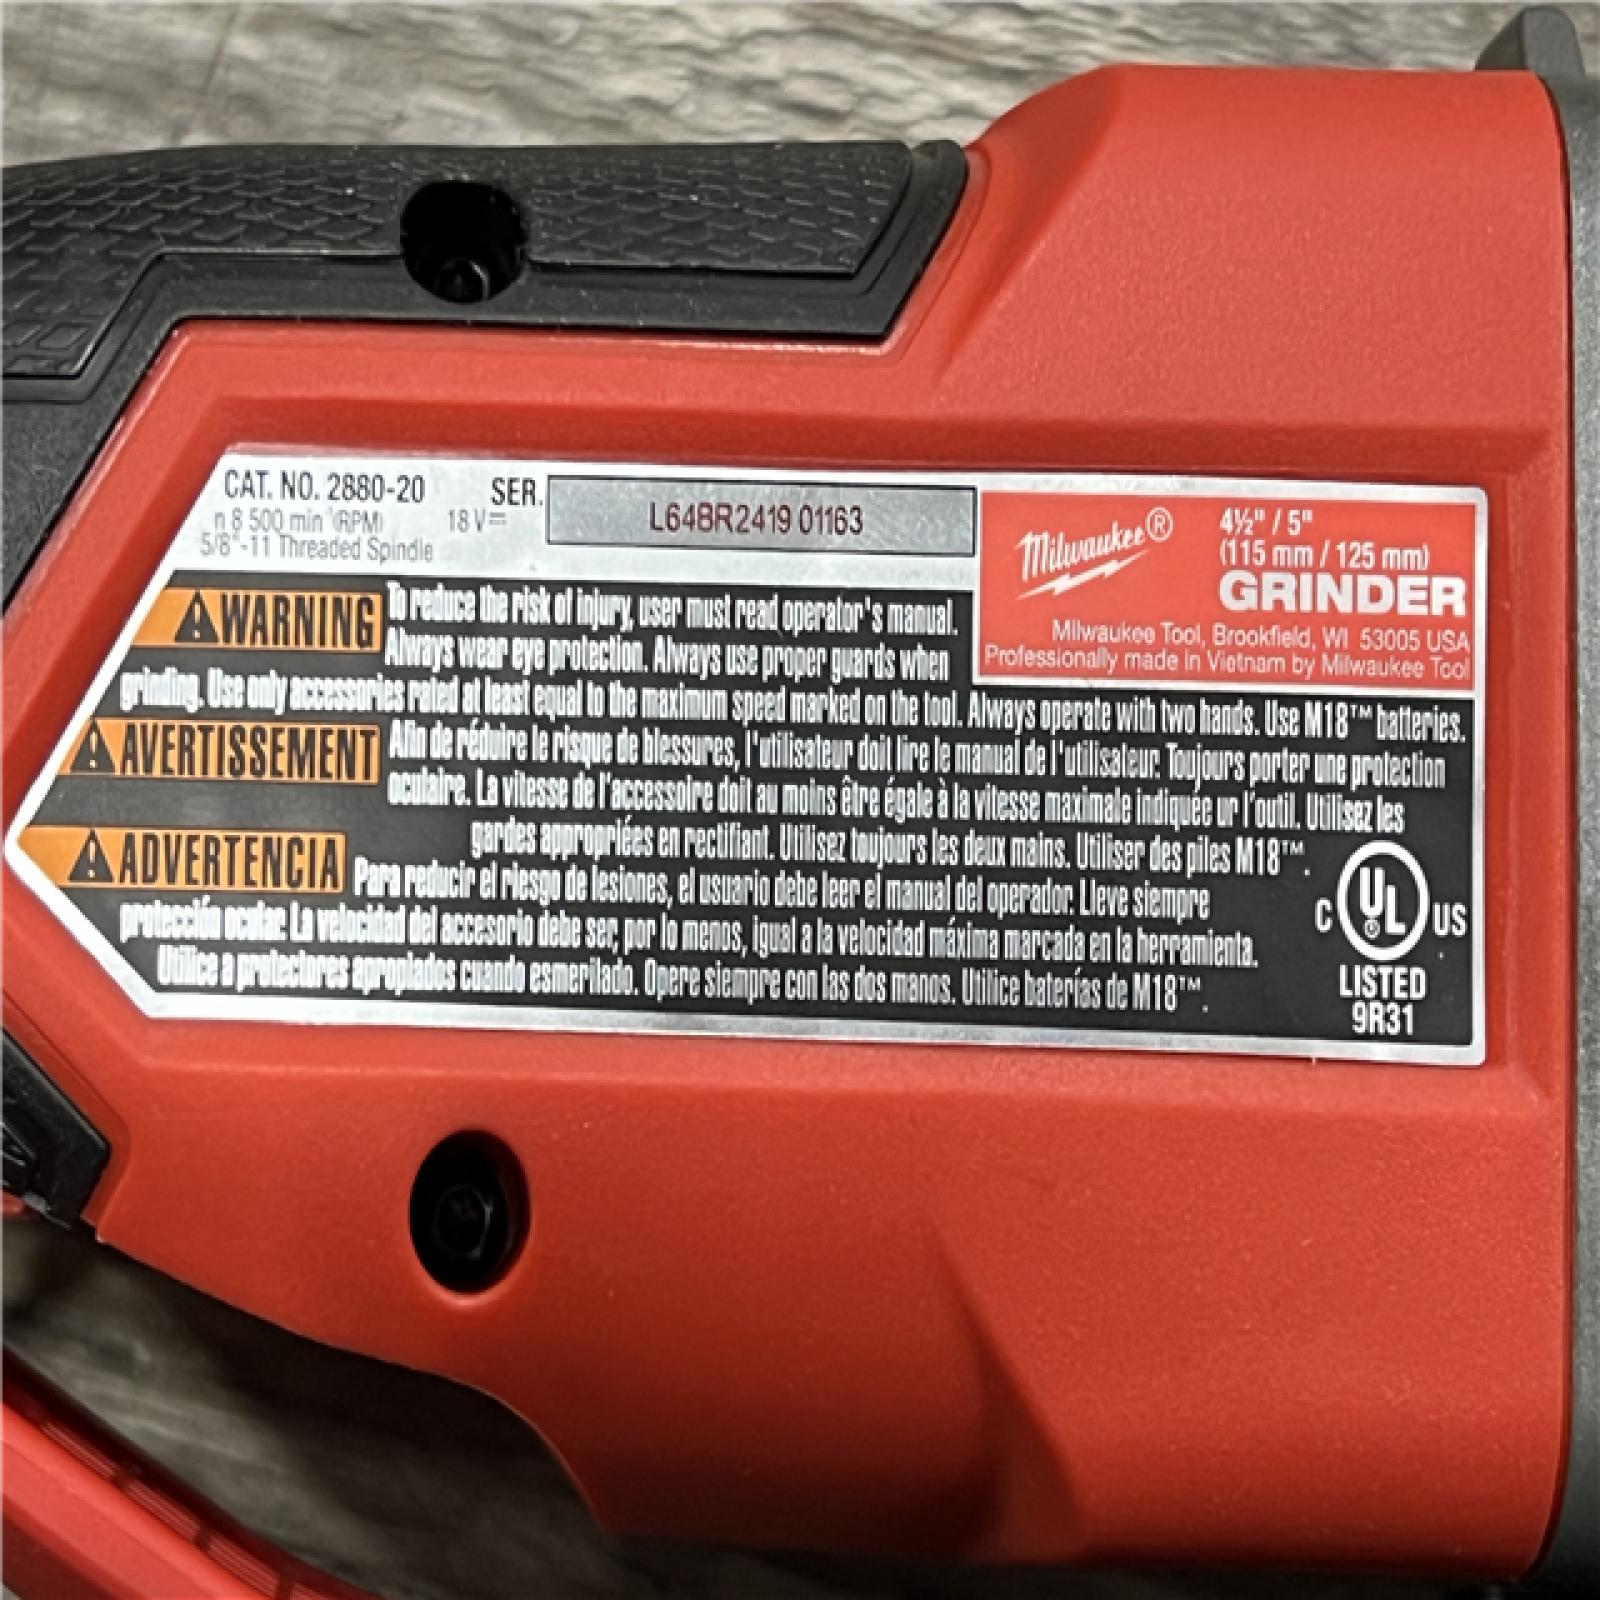 CAT. NO. 2880-20 SER. L64BR2419 01163
n 8 500 min⁻¹(RPM) 18 V⎓
5/8"-11 Threaded Spindle
Milwaukee®
4½" / 5"
(115 mm / 125 mm)
GRINDER
Milwaukee Tool, Brookfield, WI 53005 USA
Professionally made in Vietnam by Milwaukee Tool
WARNING To reduce the risk of injury, user must read operator's manual.
Always wear eye protection. Always use proper guards when
grinding. Use only accessories rated at least equal to the maximum speed marked on the tool. Always operate with two hands. Use M18™ batteries.
AVERTISSEMENT Afin de réduire le risque de blessures, l'utilisateur doit lire le manual de l'utilisateur. Toujours porter une protection
oculaire. La vitesse de l'accessoire doit au moins être égale à la vitesse maximale indiquée ur l'outil. Utilisez les
gardes appropriées en rectifiant. Utilisez toujours les deux mains. Utiliser des piles M18™.
ADVERTENCIA Para reducir el riesgo de lesiones, el usuario debe leer el manual del operador. Lleve siempre
protección ocular. La velocidad del accesorio debe ser, por lo menos, igual a la velocidad máxima marcada en la herramienta.
Utilice a protectores apropiados cuando esmerilado. Opere siempre con las dos manos. Utilice baterías de M18™.
C UL US
LISTED
9R31